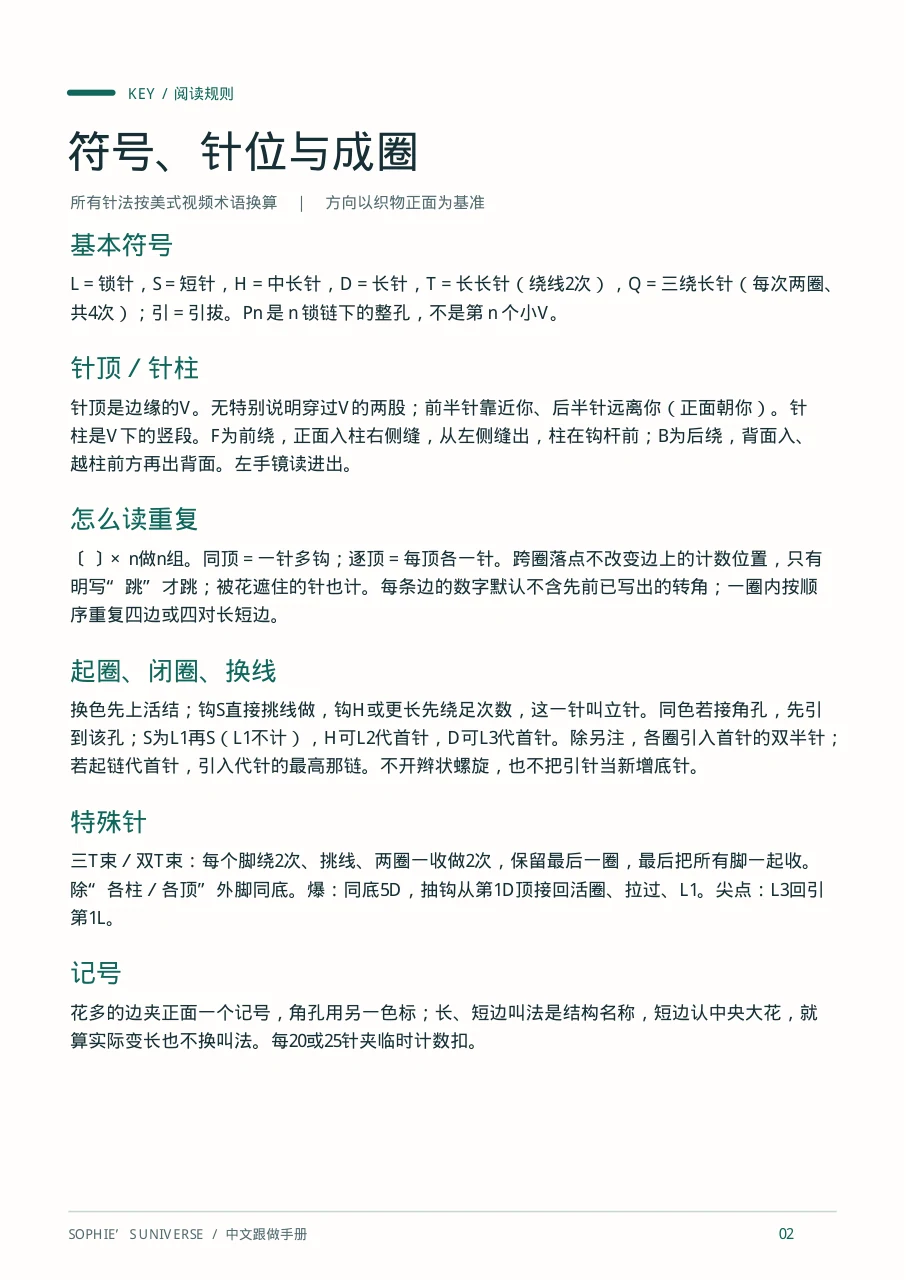 KEY / 阅读规则
符号、针位与成圈
所有针法按美式视频术语换算 | 方向以织物正面为基准
基本符号
L = 锁针，S = 短针，H = 中长针，D = 长针，T = 长长针（绕线2次），Q = 三绕长针（每次两圈、
共4次）；引 = 引拔。Pn 是 n 锁链下的整孔，不是第 n 个小V。
针顶 / 针柱
针顶是边缘的V。无特别说明穿过V的两股；前半针靠近你、后半针远离你（正面朝你）。针
柱是V下的竖段。F为前绕，正面入柱右侧缝，从左侧缝出，柱在钩杆前；B为后绕，背面入、
越柱前方再出背面。左手镜读进出。
怎么读重复
〔 〕× n做n组。同顶 = 一针多钩；逐顶 = 每顶各一针。跨圈落点不改变边上的计数位置，只有
明写“跳”才跳；被花遮住的针也计。每条边的数字默认不含先前已写出的转角；一圈内按顺
序重复四边或四对长短边。
起圈、闭圈、换线
换色先上活结；钩S直接挑线做，钩H或更长先绕足次数，这一针叫立针。同色若接角孔，先引
到该孔；S为L1再S（L1不计），H可L2代首针，D可L3代首针。除另注，各圈引入首针的双半针；
若起链代首针，引入代针的最高那链。不开辫状螺旋，也不把引针当新增底针。
特殊针
三T束 / 双T束：每个脚绕2次、挑线、两圈一收做2次，保留最后一圈，最后把所有脚一起收。
除“各柱 / 各顶”外脚同底。爆：同底5D，抽钩从第1D顶接回活圈、拉过、L1。尖点：L3回引
第1L。
记号
花多的边夹正面一个记号，角孔用另一色标；长、短边叫法是结构名称，短边认中央大花，就
算实际变长也不换叫法。每20或25针夹临时计数扣。
SOPHIE’S UNIVERSE / 中文跟做手册
02